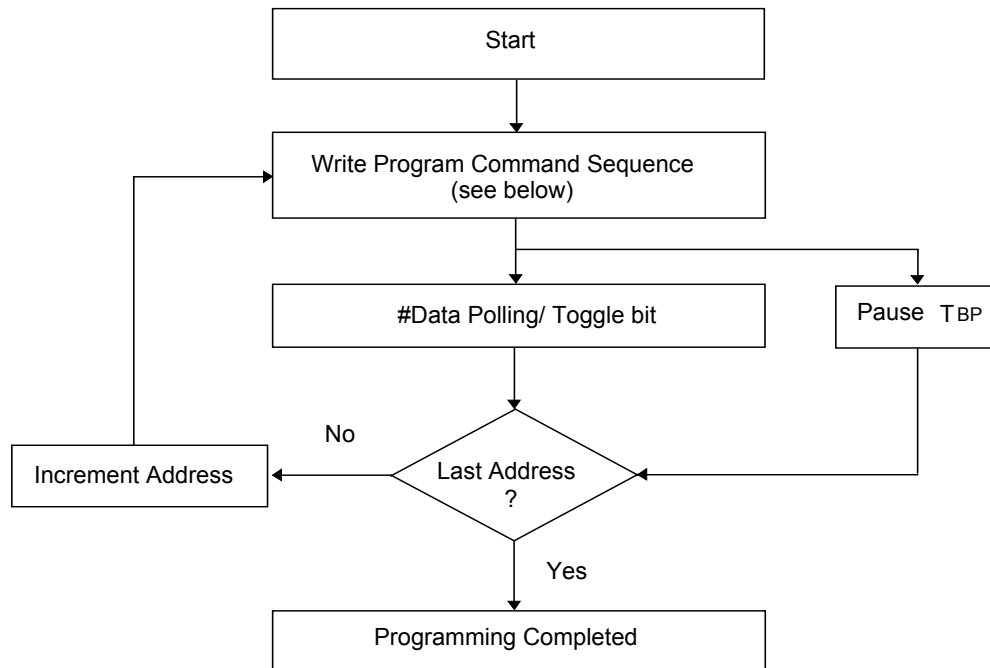 Start
Write Program Command Sequence
(see below)
#Data Polling/ Toggle bit
Pause TBP
No
Increment Address
Last Address
?
Yes
Programming Completed